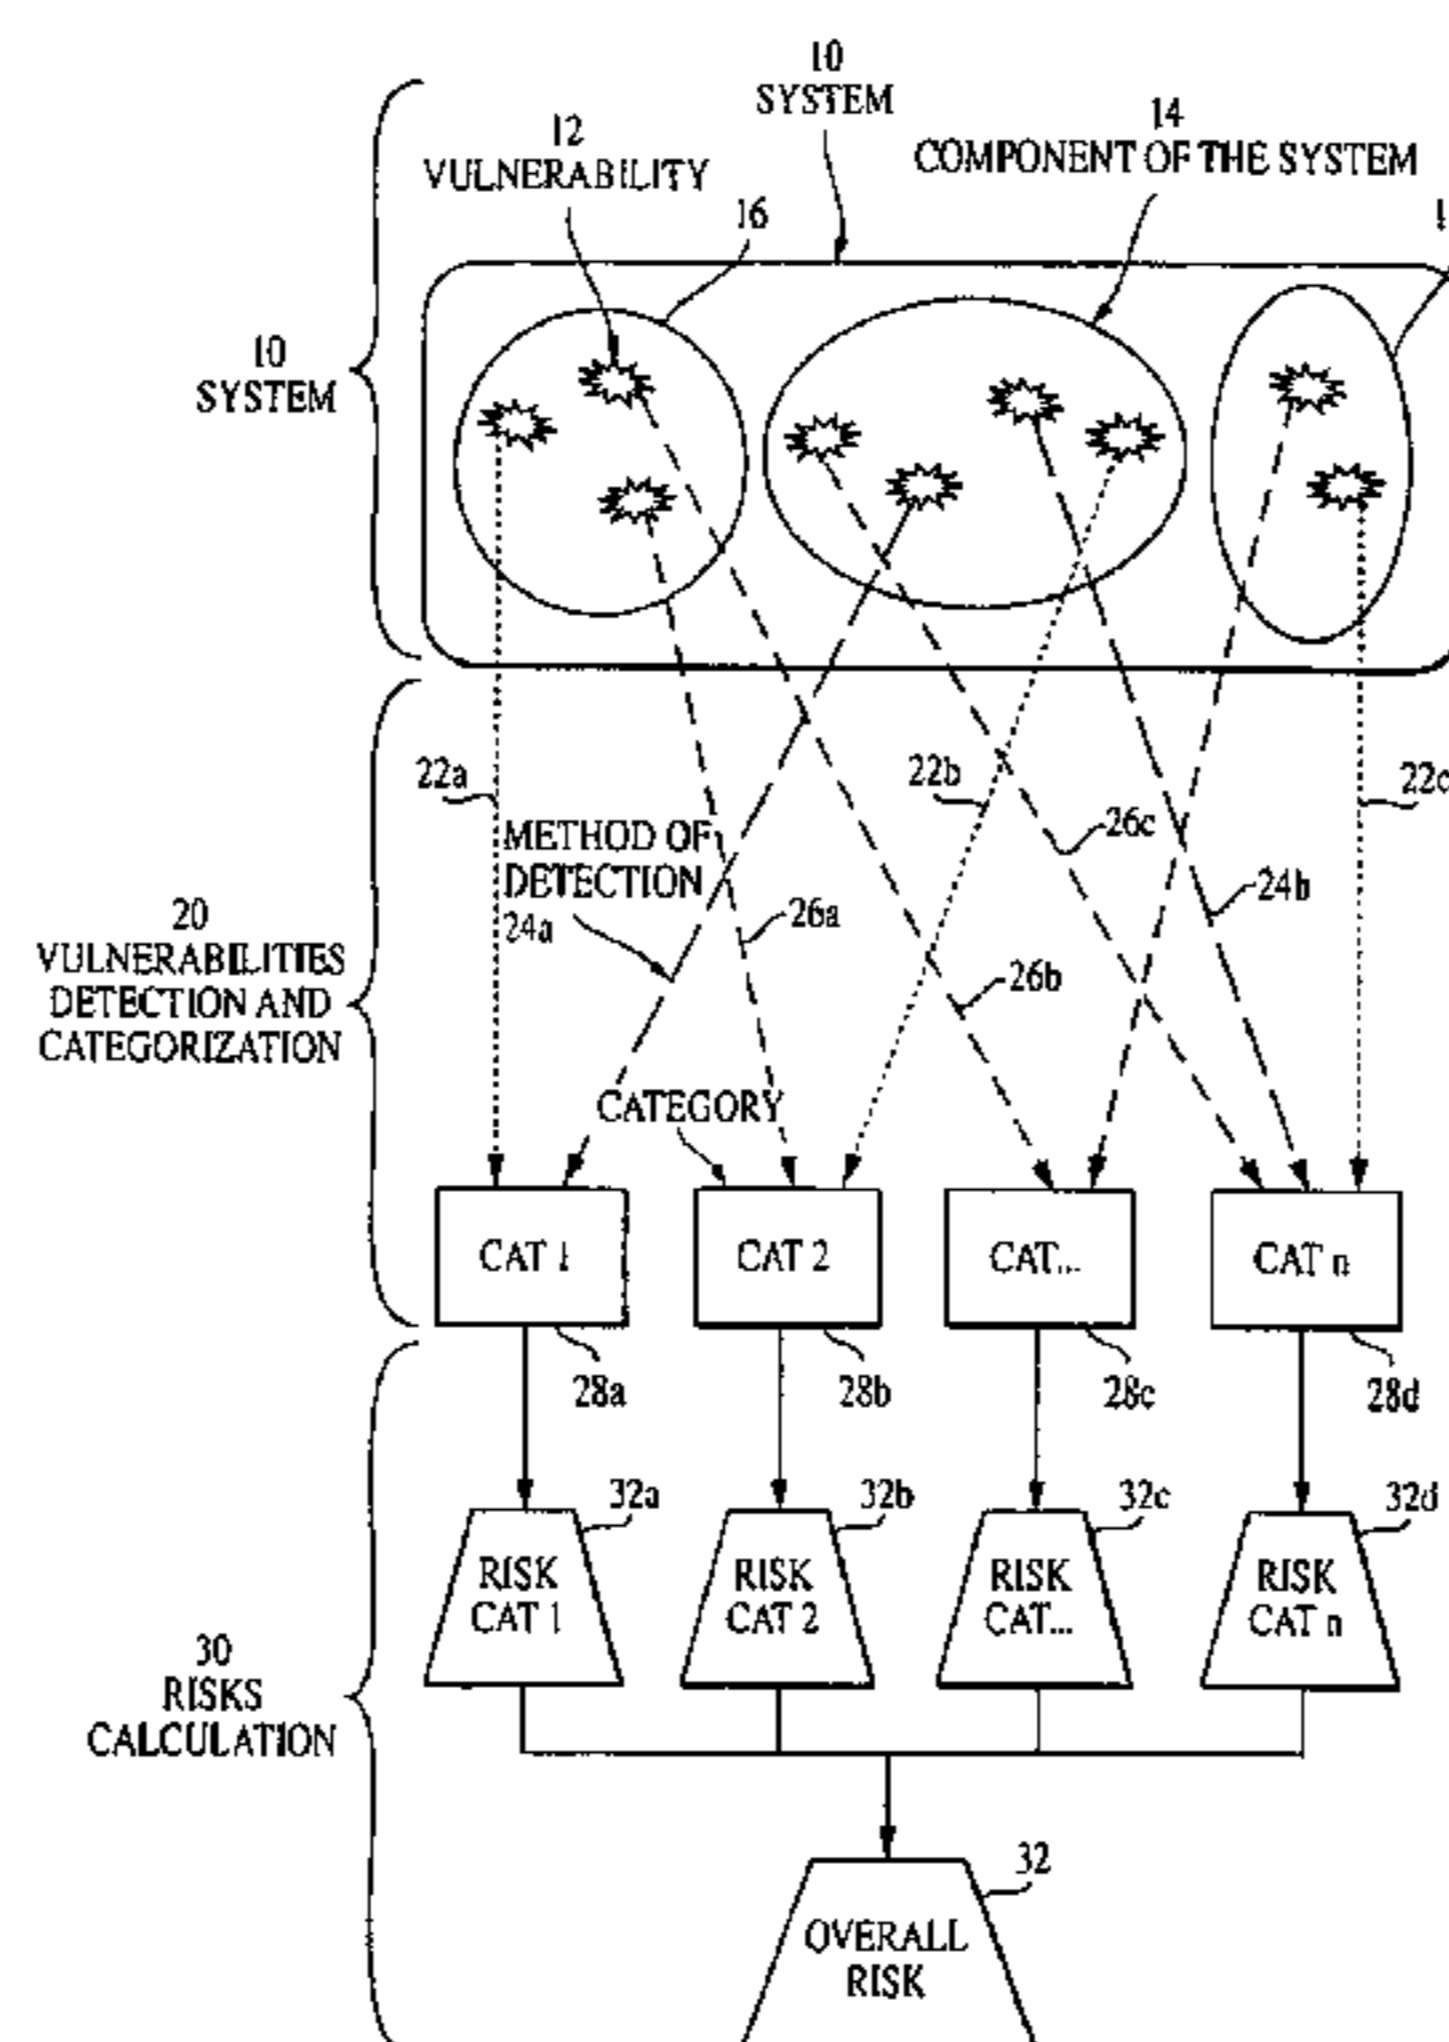 10
SYSTEM
12
VULNERABILITY
14
COMPONENT OF THE SYSTEM
16
10
SYSTEM
22a
22b
22c
METHOD OF
DETECTION
24a
26a
26c
24b
26b
20
VULNERABILITIES
DETECTION AND
CATEGORIZATION
CATEGORY
CAT 1
CAT 2
CAT...
CAT n
28a
28b
28c
28d
32a
32b
32c
32d
RISK
CAT 1
RISK
CAT 2
RISK
CAT...
RISK
CAT n
30
RISKS
CALCULATION
32
OVERALL
RISK